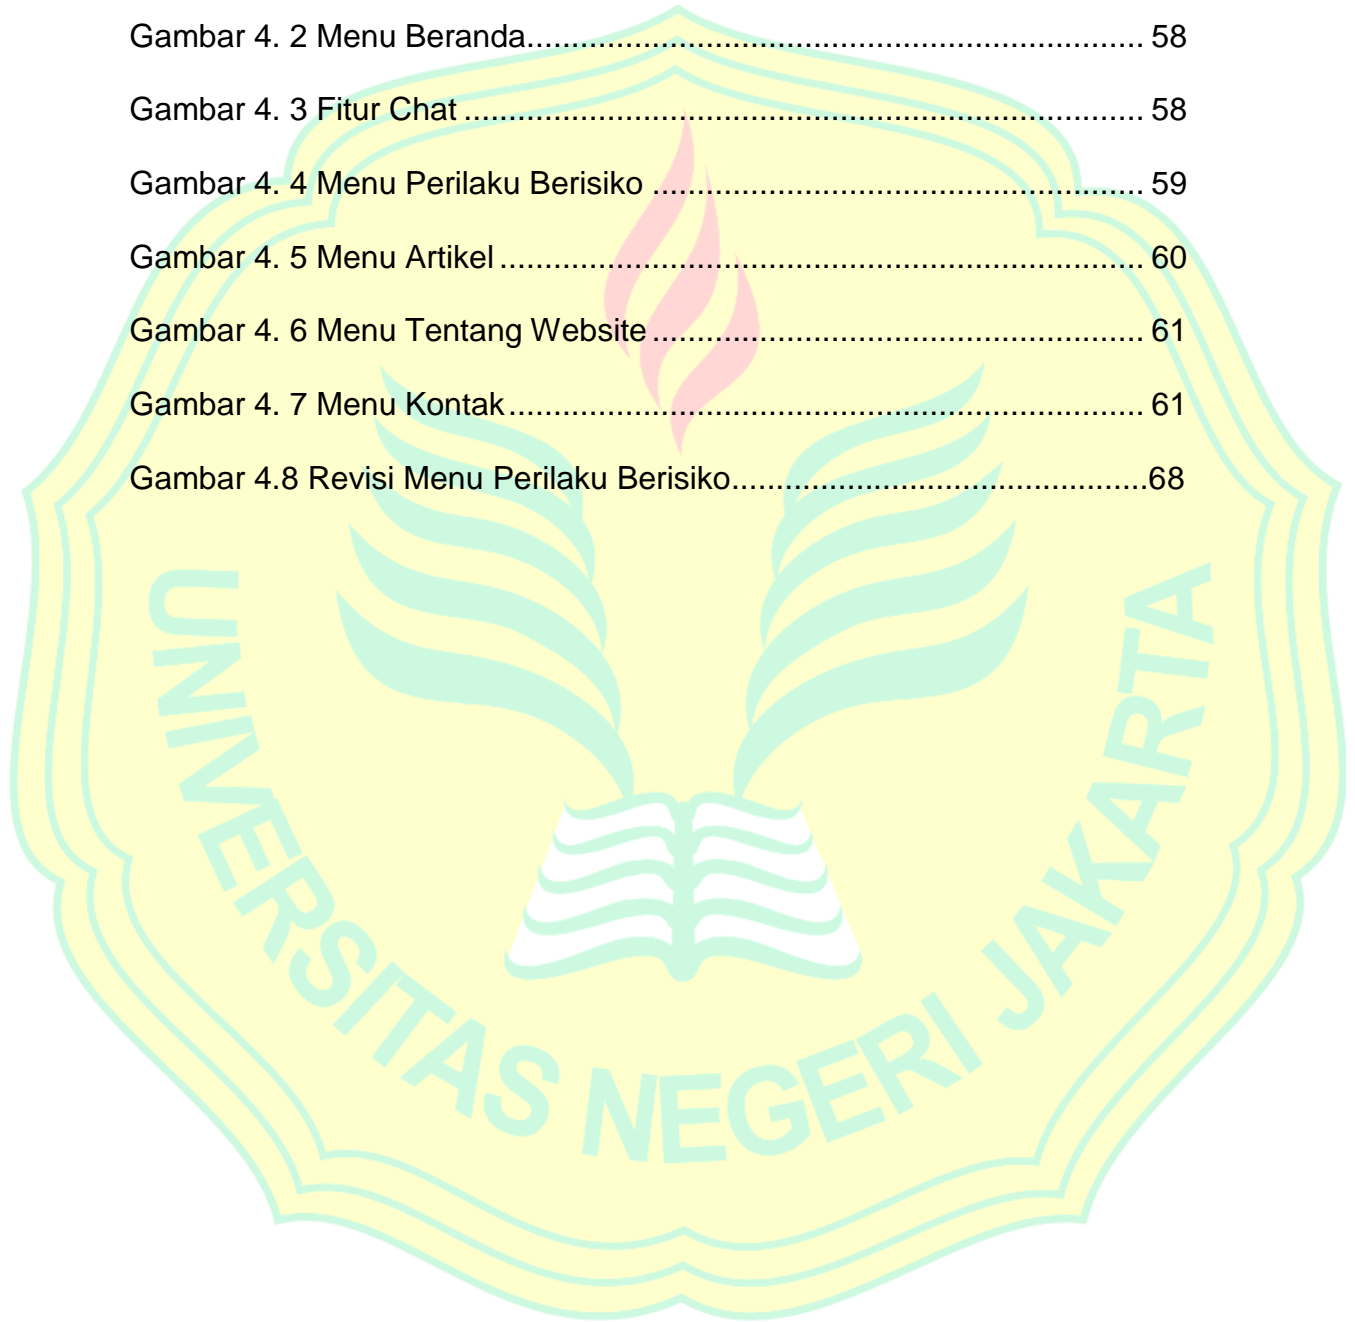 Gambar 4. 2 Menu Beranda...................................................................... 58
Gambar 4. 3 Fitur Chat ............................................................................. 58
Gambar 4. 4 Menu Perilaku Berisiko ........................................................ 59
Gambar 4. 5 Menu Artikel ......................................................................... 60
Gambar 4. 6 Menu Tentang Website ........................................................ 61
Gambar 4. 7 Menu Kontak ........................................................................ 61
Gambar 4.8 Revisi Menu Perilaku Berisiko...............................................68
UNIVERSITAS NEGERI JAKARTA